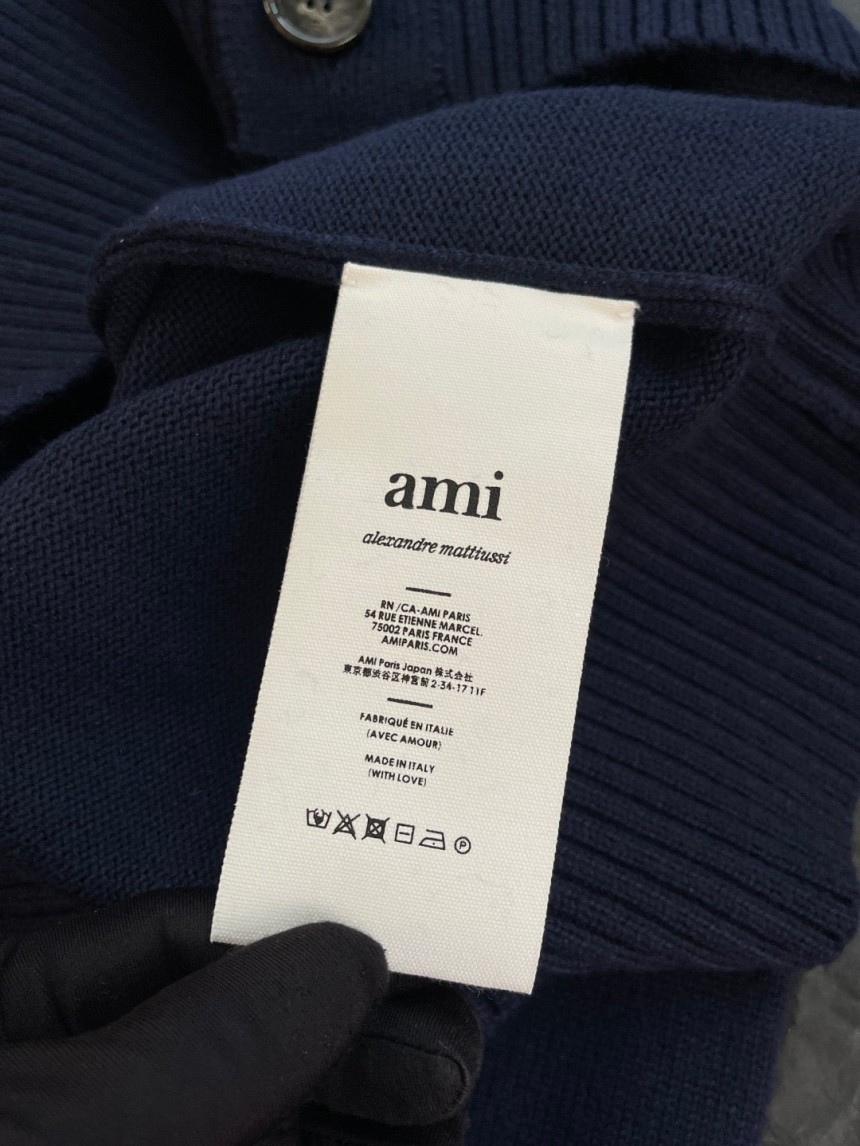 ami
alexandre mattiussi
RN /CA-AMI PARIS
54 RUE ETIENNE MARCEL.
75002 PARIS FRANCE
AMIPARIS.COM
AMI Paris Japan 株式会社
東京都渋谷区神宮前 2-34-17 11F
FABRIQUÉ EN ITALIE
(AVEC AMOUR)
MADE IN ITALY
(WITH LOVE)
P